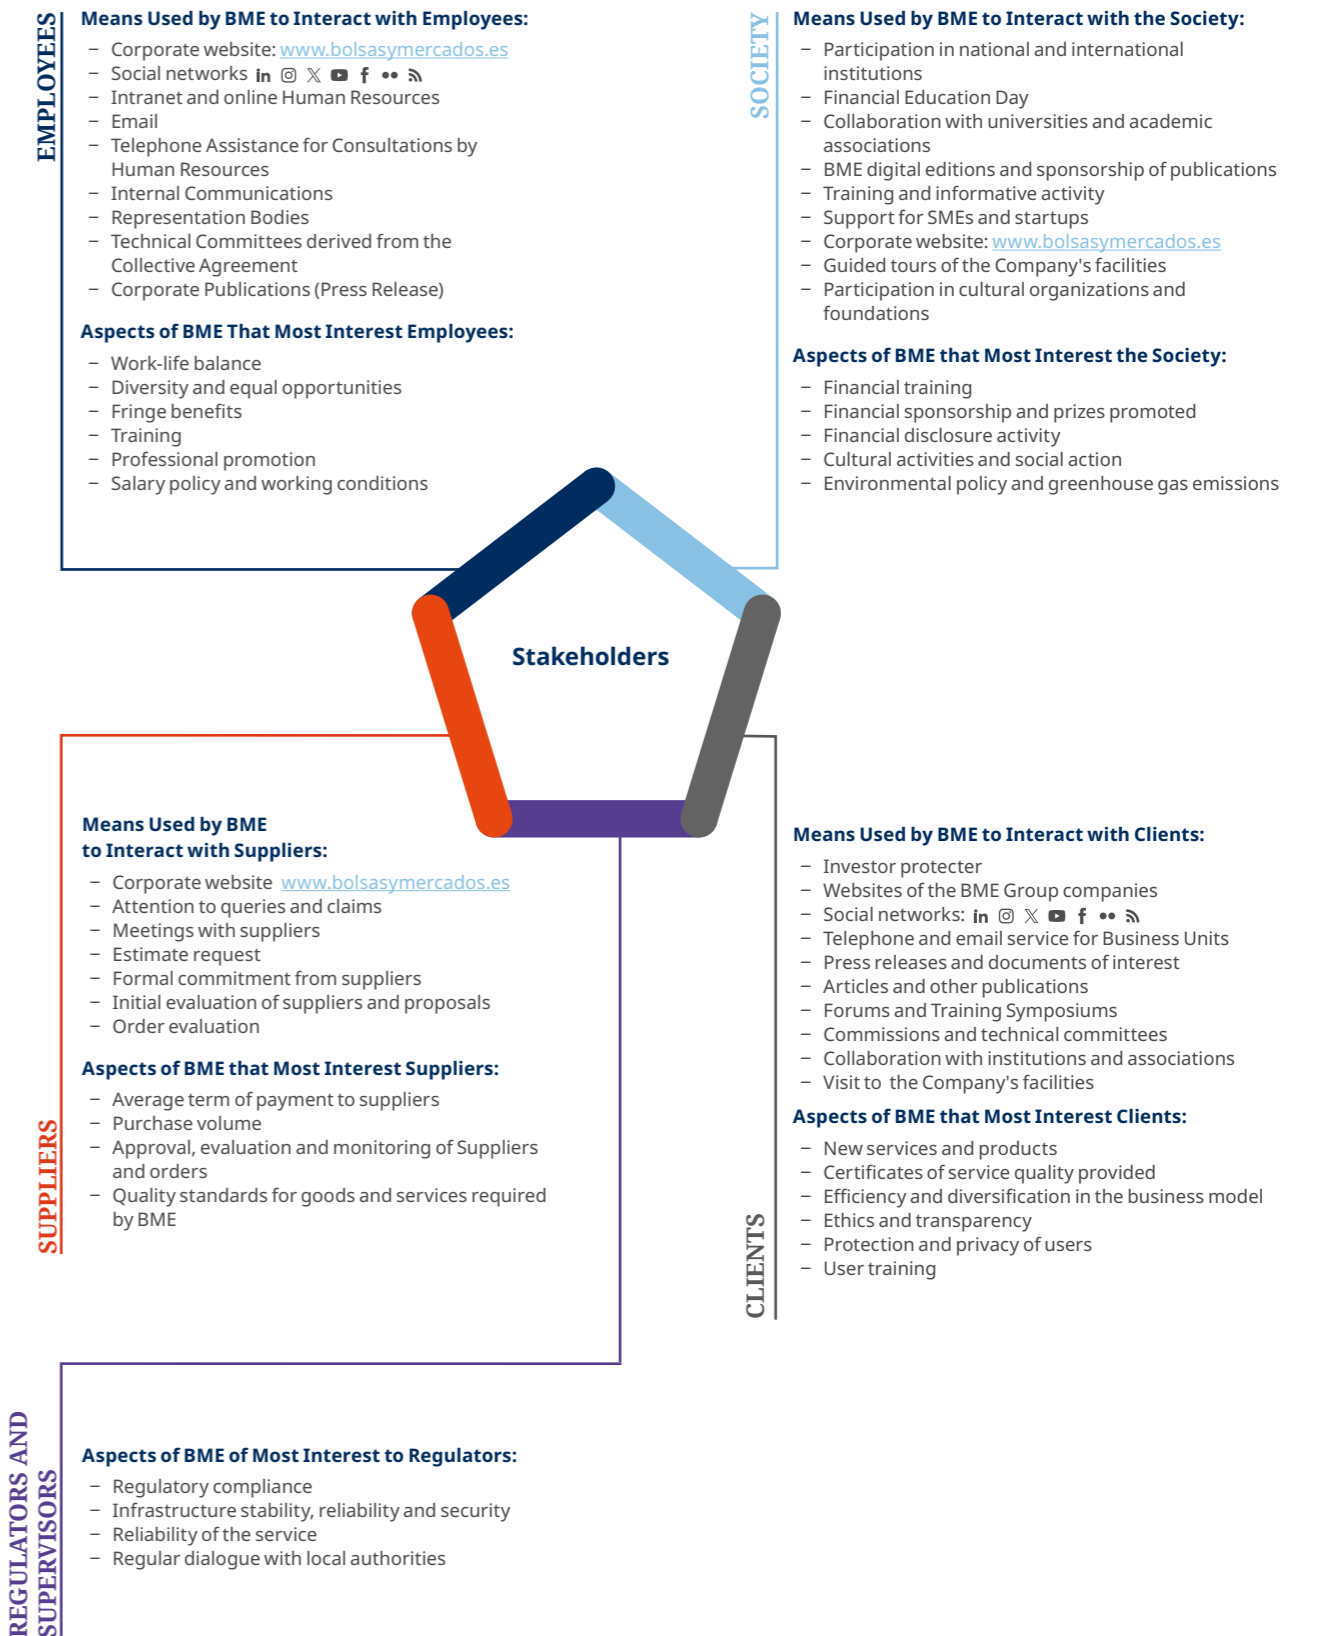 EMPLOYEES
Means Used by BME to Interact with Employees:
– Corporate website: www.bolsasymercados.es
– Social networks
– Intranet and online Human Resources
– Email
– Telephone Assistance for Consultations by
Human Resources
– Internal Communications
– Representation Bodies
– Technical Committees derived from the
Collective Agreement
– Corporate Publications (Press Release)
Aspects of BME That Most Interest Employees:
– Work-life balance
– Diversity and equal opportunities
– Fringe benefits
– Training
– Professional promotion
– Salary policy and working conditions
SOCIETY
Means Used by BME to Interact with the Society:
– Participation in national and international
institutions
– Financial Education Day
– Collaboration with universities and academic
associations
– BME digital editions and sponsorship of publications
– Training and informative activity
– Support for SMEs and startups
– Corporate website: www.bolsasymercados.es
– Guided tours of the Company's facilities
– Participation in cultural organizations and
foundations
Aspects of BME that Most Interest the Society:
– Financial training
– Financial sponsorship and prizes promoted
– Financial disclosure activity
– Cultural activities and social action
– Environmental policy and greenhouse gas emissions
Stakeholders
SUPPLIERS
Means Used by BME
to Interact with Suppliers:
– Corporate website www.bolsasymercados.es
– Attention to queries and claims
– Meetings with suppliers
– Estimate request
– Formal commitment from suppliers
– Initial evaluation of suppliers and proposals
– Order evaluation
Aspects of BME that Most Interest Suppliers:
– Average term of payment to suppliers
– Purchase volume
– Approval, evaluation and monitoring of Suppliers
and orders
– Quality standards for goods and services required
by BME
CLIENTS
Means Used by BME to Interact with Clients:
– Investor protecter
– Websites of the BME Group companies
– Social networks:
– Telephone and email service for Business Units
– Press releases and documents of interest
– Articles and other publications
– Forums and Training Symposiums
– Commissions and technical committees
– Collaboration with institutions and associations
– Visit to the Company's facilities
Aspects of BME that Most Interest Clients:
– New services and products
– Certificates of service quality provided
– Efficiency and diversification in the business model
– Ethics and transparency
– Protection and privacy of users
– User training
REGULATORS AND
SUPERVISORS
Aspects of BME of Most Interest to Regulators:
– Regulatory compliance
– Infrastructure stability, reliability and security
– Reliability of the service
– Regular dialogue with local authorities